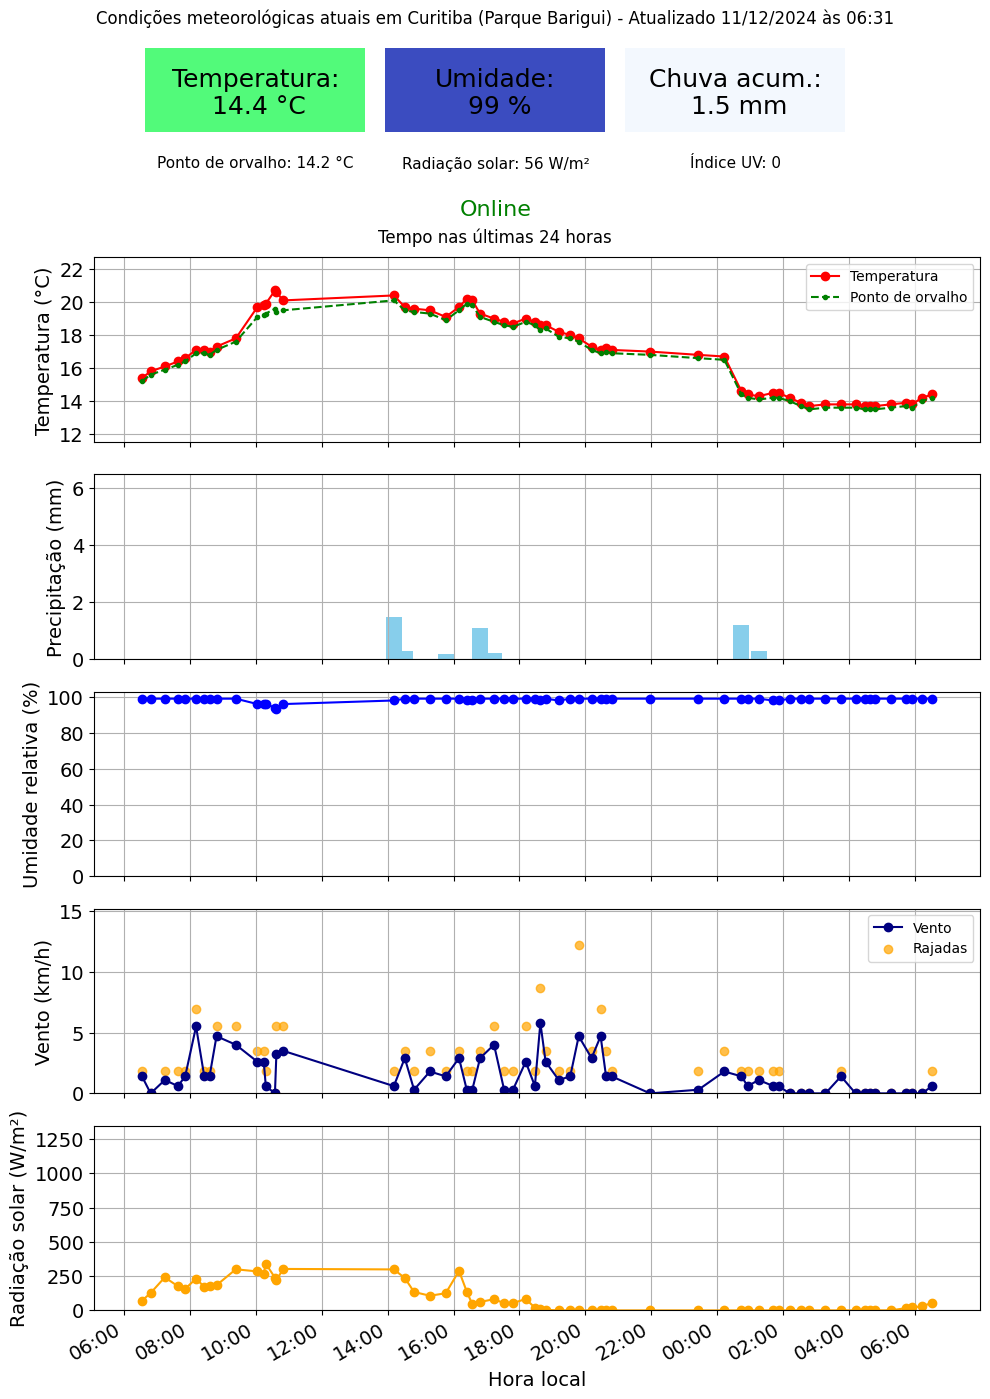 Condições meteorológicas atuais em Curitiba (Parque Barigui) - Atualizado 11/12/2024 às 06:31
Temperatura:
14.4 °C
Umidade:
99 %
Chuva acum.:
1.5 mm
Ponto de orvalho: 14.2 °C
Radiação solar: 56 W/m²
Índice UV: 0
Online
Tempo nas últimas 24 horas
Temperatura (°C)
22
20
18
16
14
12
Temperatura
Ponto de orvalho
Precipitação (mm)
6
4
2
0
Umidade relativa (%)
100
80
60
40
20
0
Vento (km/h)
15
10
5
0
Vento
Rajadas
Radiação solar (W/m²)
1250
1000
750
500
250
0
06:00
08:00
10:00
12:00
14:00
16:00
18:00
20:00
22:00
00:00
02:00
04:00
06:00
Hora local